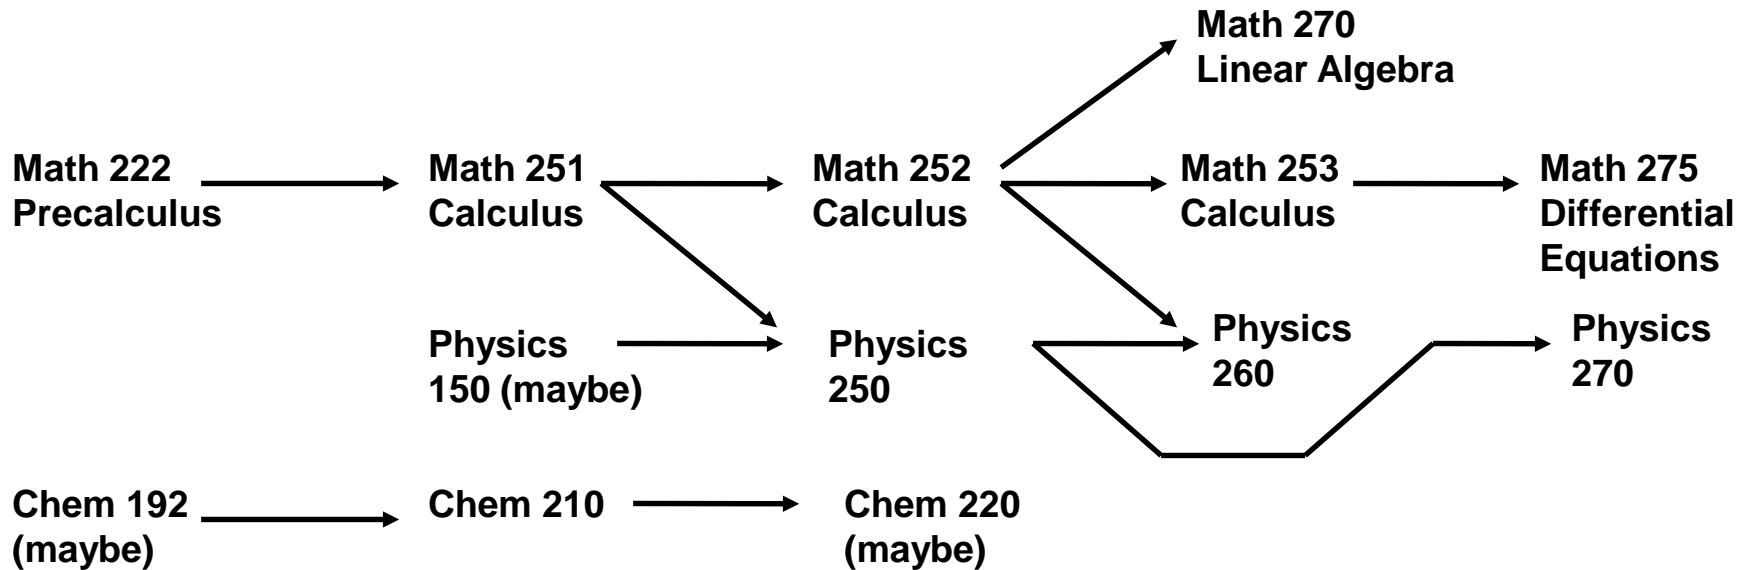 Math 270
Linear Algebra
Math 222
Precalculus
Math 251
Calculus
Math 252
Calculus
Math 253
Calculus
Math 275
Differential
Equations
Physics
150 (maybe)
Physics
250
Physics
260
Physics
270
Chem 192
(maybe)
Chem 210
Chem 220
(maybe)